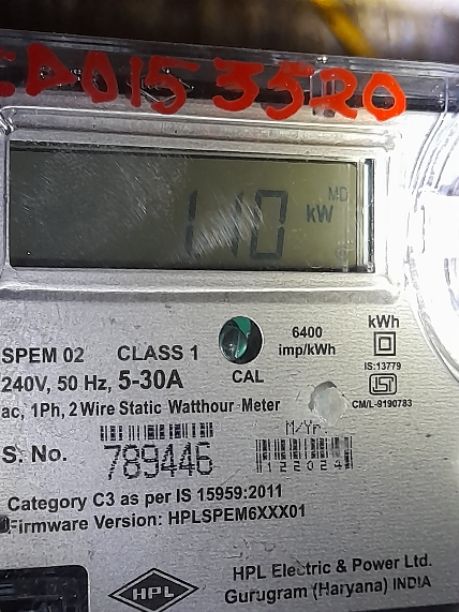 DA0153520
MD
1.10 kW
SPEM 02 CLASS 1
6400 imp/kWh
kWh
240V, 50 Hz, 5-30A
CAL
IS:13779
ISI
CM/L-9190783
ac, 1Ph, 2 Wire Static Watthour Meter
M/Yr.
S. No. 789446
122024
Category C3 as per IS 15959:2011
Firmware Version: HPLSPEM6XXX01
HPL
HPL Electric & Power Ltd.
Gurugram (Haryana) INDIA